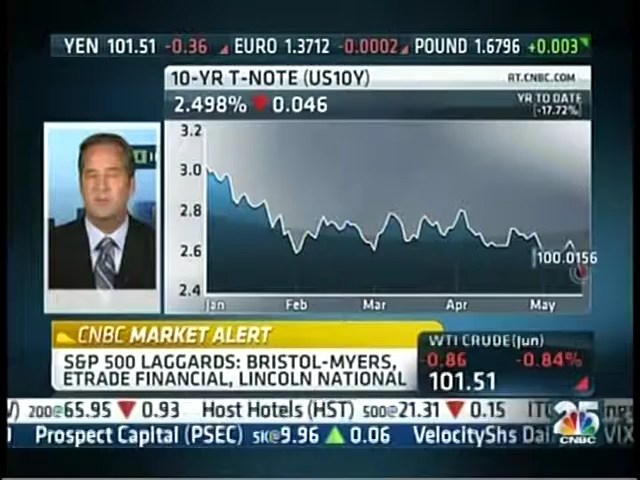 YEN 101.51 -0.36 EURO 1.3712 -0.0002 POUND 1.6796 +0.003
10-YR T-NOTE (US10Y)
RT.CNBC.COM
2.498% 0.046
YR TO DATE
[-17.72%]
3.2
3.0
2.8
2.6
2.4
100.0156
Jan Feb Mar Apr May
CNBC MARKET ALERT
S&P 500 LAGGARDS: BRISTOL-MYERS,
ETRADE FINANCIAL, LINCOLN NATIONAL
WTI CRUDE(Jun)
-0.86 -0.84%
101.51
200@65.95 0.93 Host Hotels (HST) 500@21.31 0.15
25
CNBC
Prospect Capital (PSEC) 5K@9.96 0.06 VelocityShs VIX